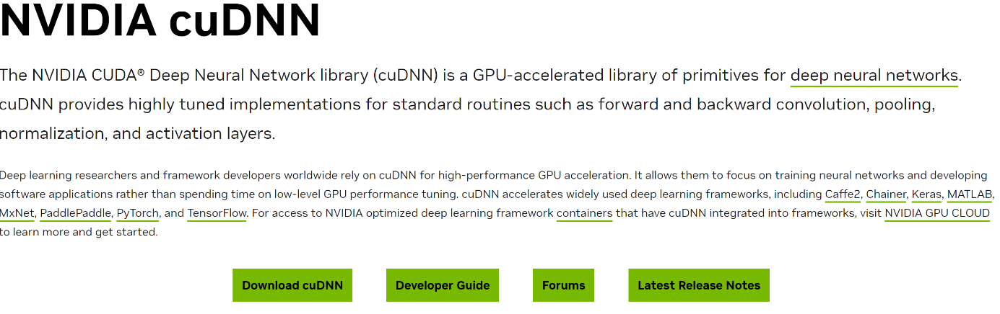 NVIDIA cuDNN
The NVIDIA CUDA® Deep Neural Network library (cuDNN) is a GPU-accelerated library of primitives for deep neural networks.
cuDNN provides highly tuned implementations for standard routines such as forward and backward convolution, pooling,
normalization, and activation layers.
Deep learning researchers and framework developers worldwide rely on cuDNN for high-performance GPU acceleration. It allows them to focus on training neural networks and developing
software applications rather than spending time on low-level GPU performance tuning. cuDNN accelerates widely used deep learning frameworks, including Caffe2, Chainer, Keras, MATLAB,
MxNet, PaddlePaddle, PyTorch, and TensorFlow. For access to NVIDIA optimized deep learning framework containers that have cuDNN integrated into frameworks, visit NVIDIA GPU CLOUD
to learn more and get started.
Download cuDNN Developer Guide Forums Latest Release Notes